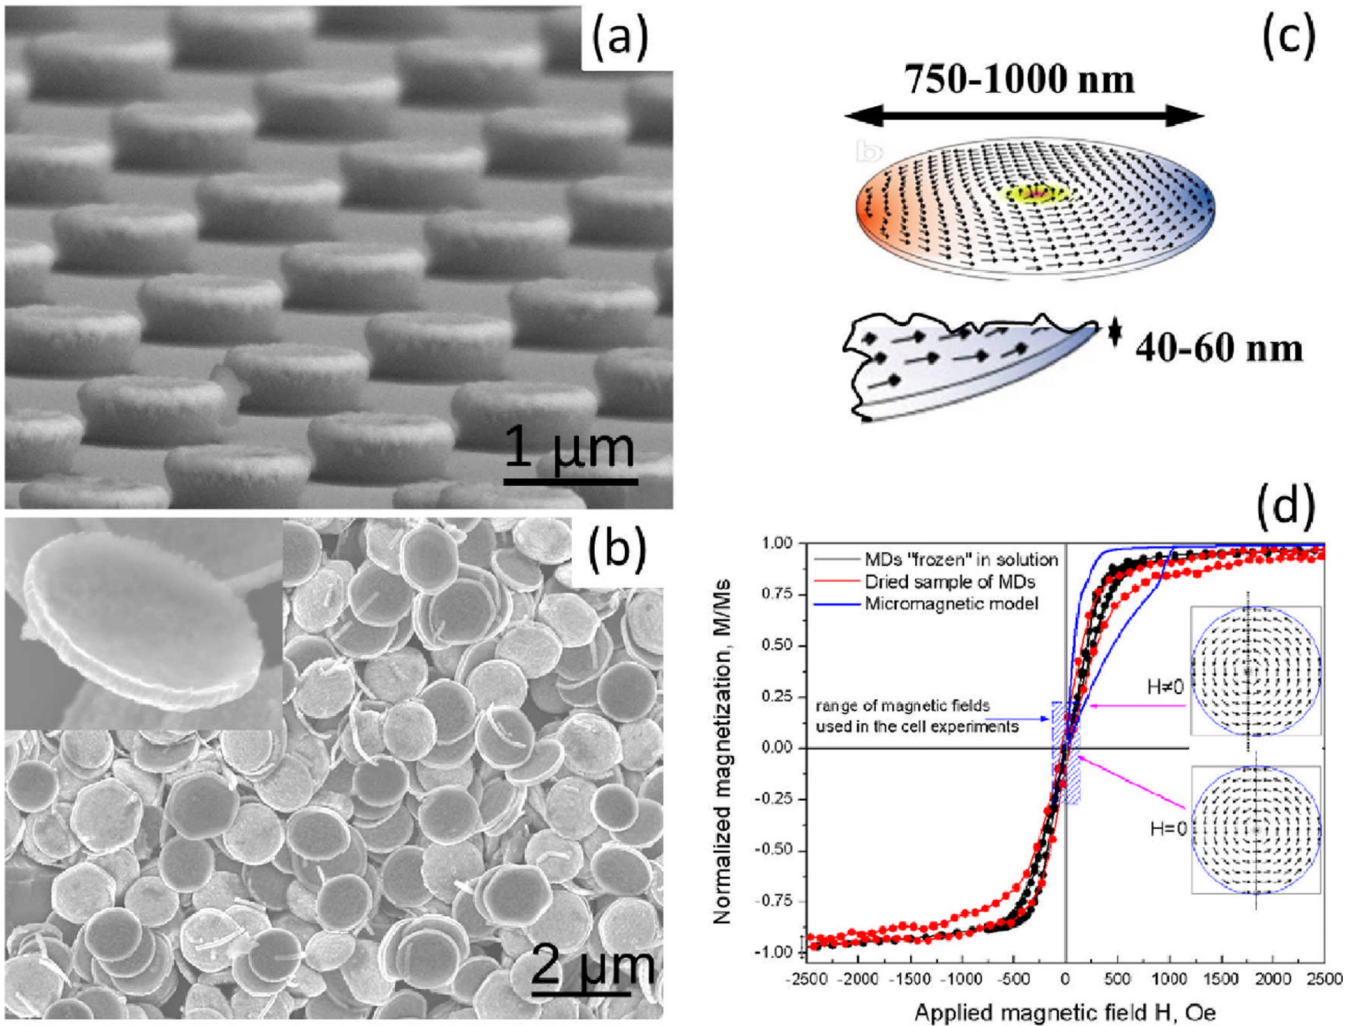 (a)
1 μm
(b)
2 μm
(c)
750-1000 nm
b
40-60 nm
(d)
Normalized magnetization, M/Ms
1.00
0.75
0.50
0.25
0.00
-0.25
-0.50
-0.75
-1.00
MDs "frozen" in solution
Dried sample of MDs
Micromagnetic model
range of magnetic fields
used in the cell experiments
H≠0
H=0
-2500 -2000 -1500 -1000 -500 0 500 1000 1500 2000 2500
Applied magnetic field H, Oe